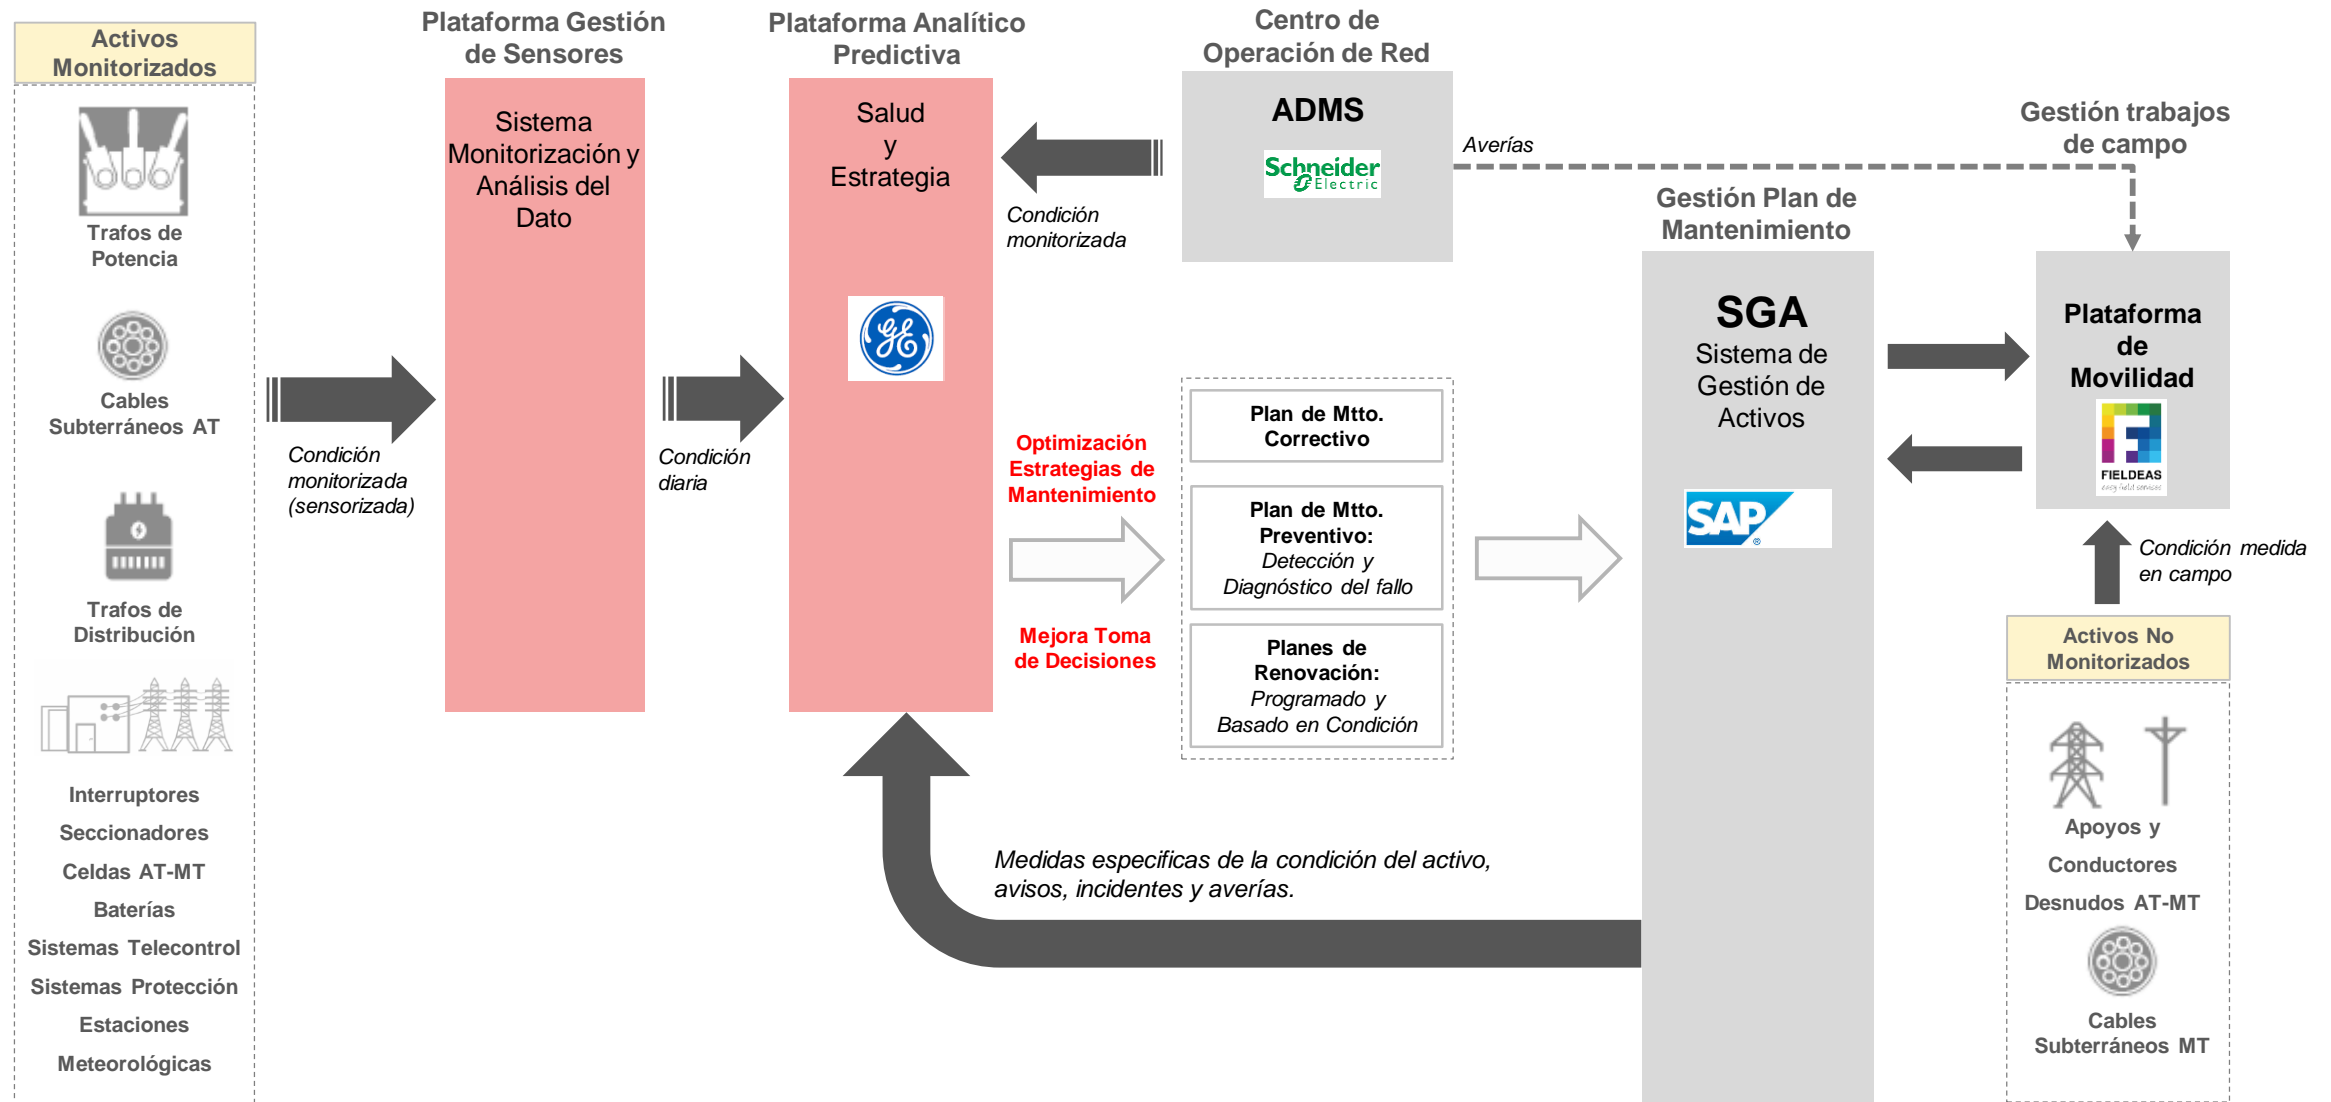 Activos
Monitorizados
Trafos de
Potencia
Cables
Subterráneos AT
Trafos de
Distribución
Interruptores
Seccionadores
Celdas AT-MT
Baterías
Sistemas Telecontrol
Sistemas Protección
Estaciones
Meteorológicas
Condición
monitorizada
(sensorizada)
Plataforma Gestión
de Sensores
Sistema
Monitorización y
Análisis del
Dato
Condición
diaria
Plataforma Analítico
Predictiva
Salud
y
Estrategia
GE
Condición
monitorizada
Centro de
Operación de Red
ADMS
Schneider
Electric
Averías
Optimización
Estrategias de
Mantenimiento
Mejora Toma
de Decisiones
Plan de Mtto.
Correctivo
Plan de Mtto.
Preventivo:
Detección y
Diagnóstico del fallo
Planes de
Renovación:
Programado y
Basado en Condición
Medidas especificas de la condición del activo,
avisos, incidentes y averías.
Gestión Plan de
Mantenimiento
SGA
Sistema de
Gestión de
Activos
SAP
®
Gestión trabajos
de campo
Plataforma
de
Movilidad
FIELDEAS
easy field services
Condición medida
en campo
Activos No
Monitorizados
Apoyos y
Conductores
Desnudos AT-MT
Cables
Subterráneos MT